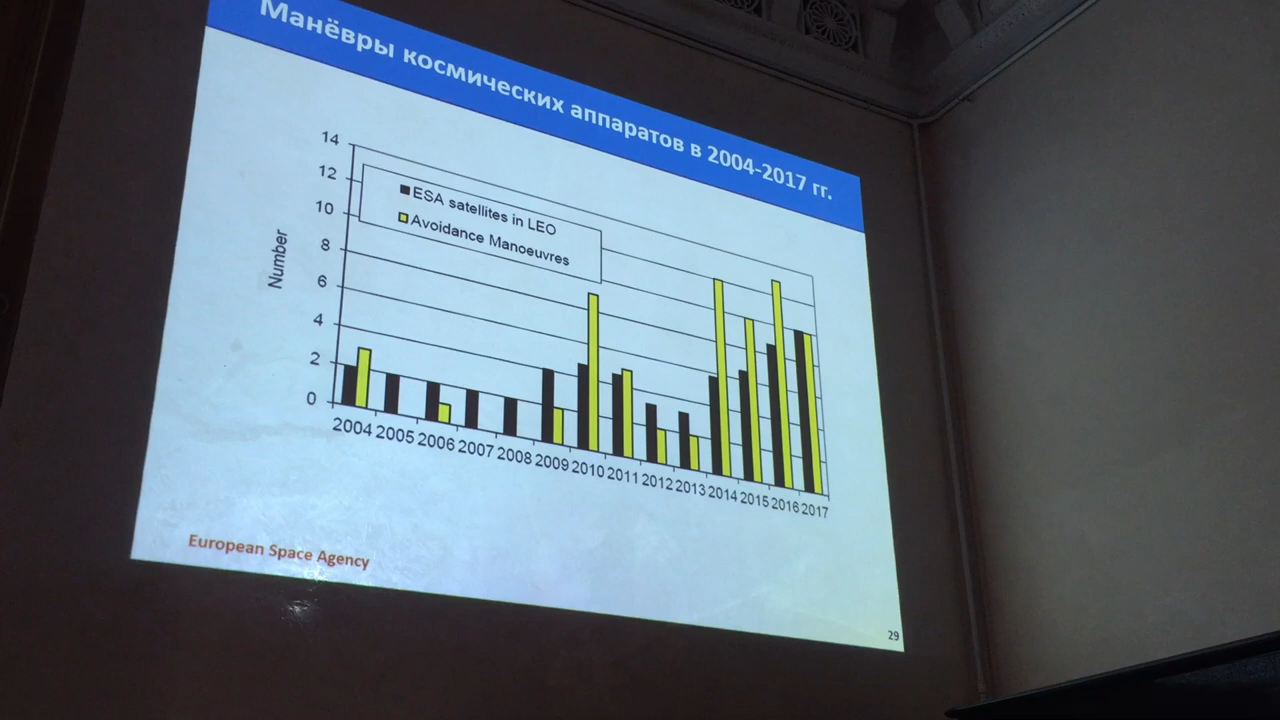 Манёвры космических аппаратов в 2004-2017 гг.
14
12
10
8
6
4
2
0
Number
ESA satellites in LEO
Avoidance Manoeuvres
2004 2005 2006 2007 2008 2009 2010 2011 2012 2013 2014 2015 2016 2017
European Space Agency
29